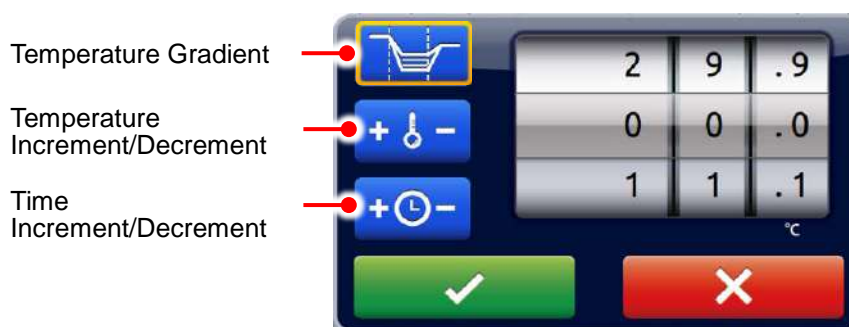 Temperature Gradient
2 9 .9
Temperature
Increment/Decrement
+ -
0 0 .0
Time
Increment/Decrement
+ -
1 1 .1
°C